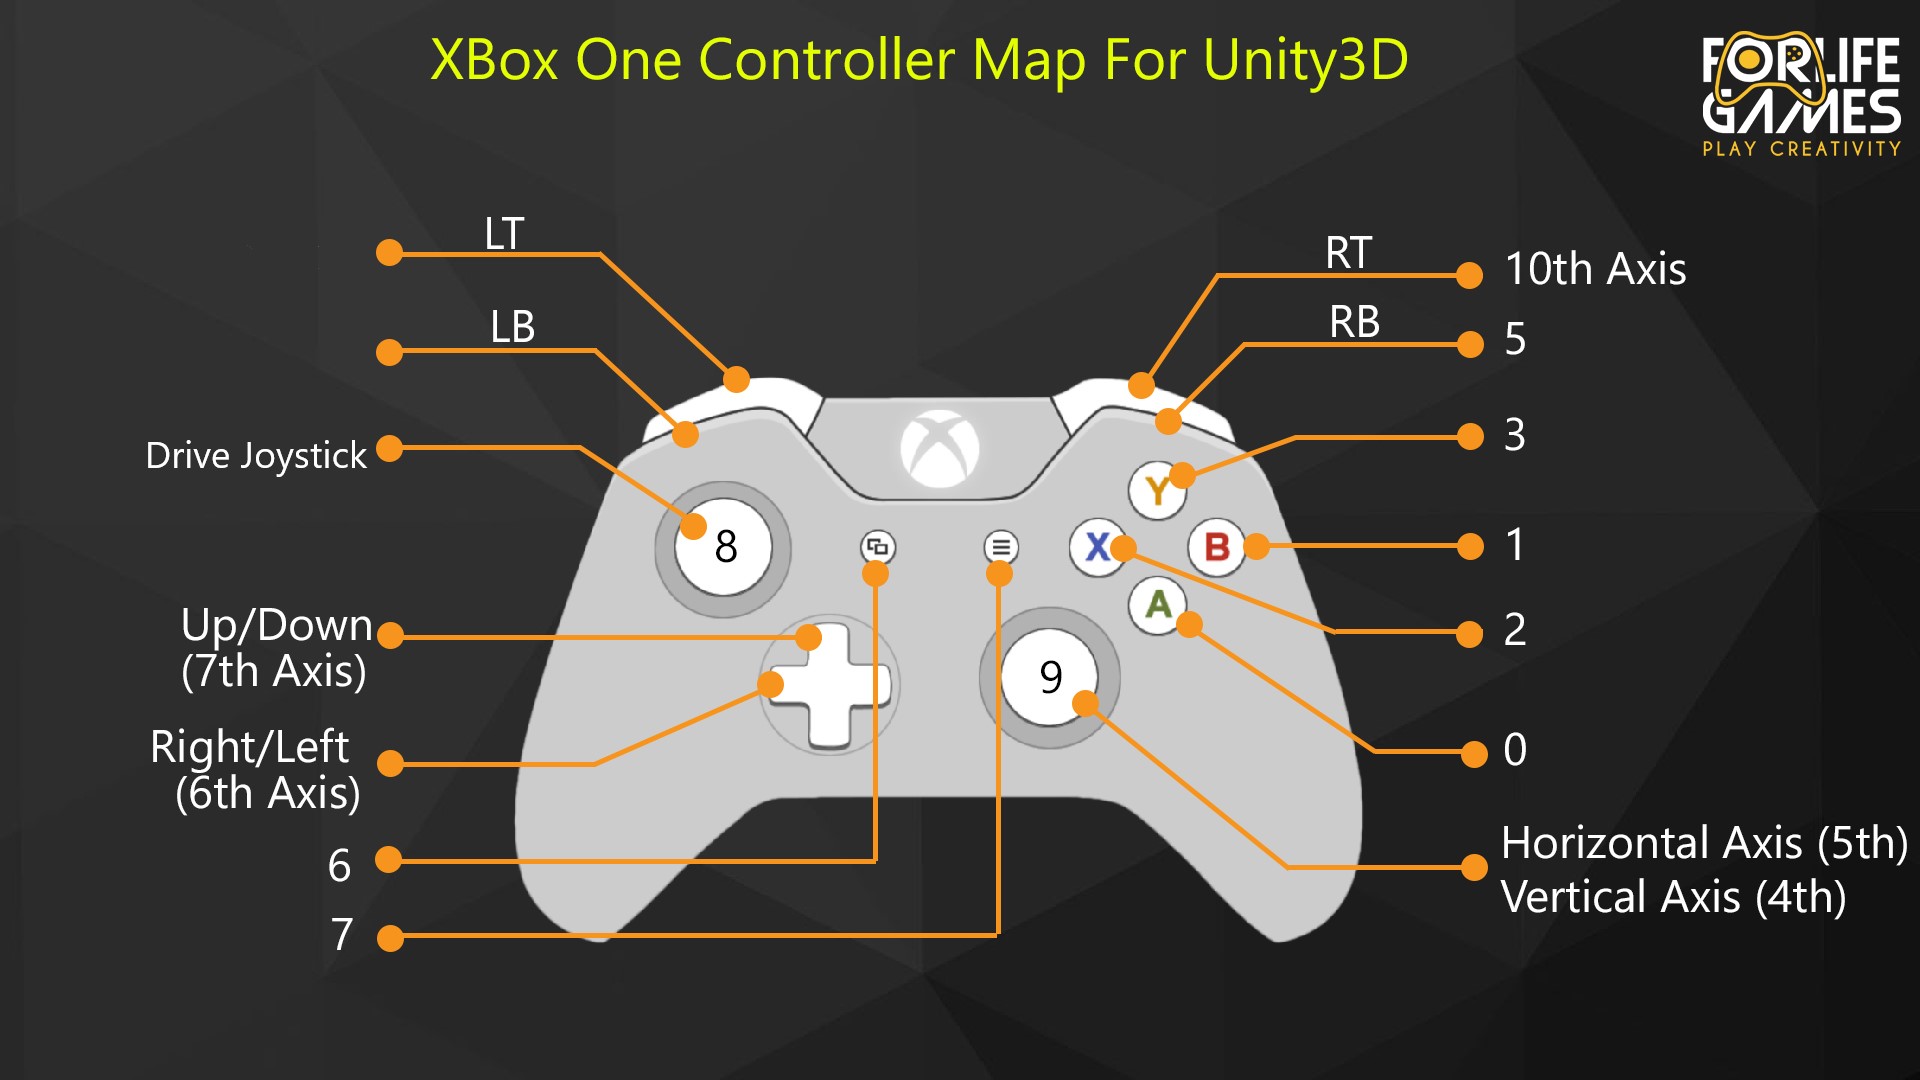 XBox One Controller Map For Unity3D
FORLIFE
GAMES
PLAY CREATIVITY
LT
RT
10th Axis
LB
RB
5
3
Drive Joystick
Y
8
X
B
1
A
2
Up/Down
(7th Axis)
9
Right/Left
(6th Axis)
0
6
Horizontal Axis (5th)
Vertical Axis (4th)
7